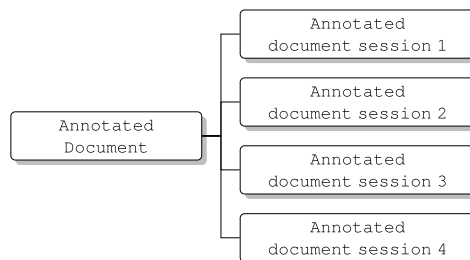 Annotated
document session 1
Annotated
document session 2
Annotated
Document
Annotated
document session 3
Annotated
document session 4